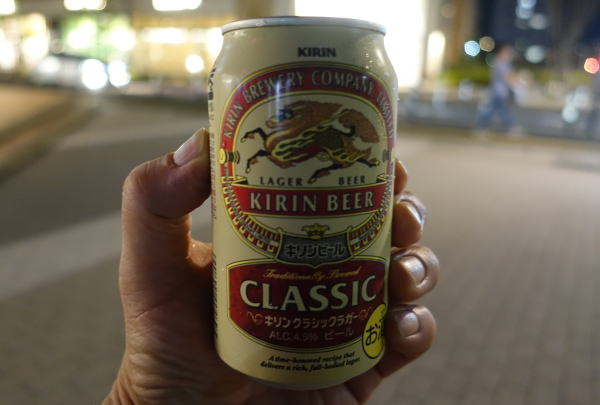 KIRIN
KIRIN BREWERY COMPANY, LIMITED
LAGER BEER
KIRIN BEER
キリンビール
Traditionally Brewed
CLASSIC
キリンクラシックラガー
ALC.4.5% ビール
お酒
A time-honored recipe that
delivers a rich, full-bodied lager.